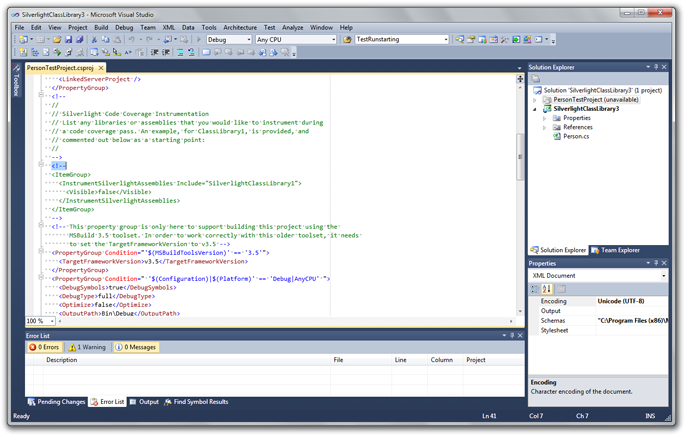 SilverlightClassLibrary3 - Microsoft Visual Studio
File Edit View Project Build Debug Team XML Data Tools Architecture Test Analyze Window Help
Debug Any CPU TestRunstarting
Toolbox
PersonTestProject.csproj
<LinkedServerProject />
</PropertyGroup>
<!--
//
// Silverlight Code Coverage Instrumentation
// List any libraries or assemblies that you would like to instrument during
// a code coverage pass. An example, for ClassLibrary1, is provided, and
// commented out below as a starting point:
//
-->
<!--
<ItemGroup>
<InstrumentSilverlightAssemblies Include="SilverlightClassLibrary1">
<Visible>false</Visible>
</InstrumentSilverlightAssemblies>
</ItemGroup>
-->
<!-- This property group is only here to support building this project using the
MSBuild 3.5 toolset. In order to work correctly with this older toolset, it needs
to set the TargetFrameworkVersion to v3.5 -->
<PropertyGroup Condition="'$(MSBuildToolsVersion)' == '3.5'">
<TargetFrameworkVersion>v3.5</TargetFrameworkVersion>
</PropertyGroup>
<PropertyGroup Condition=" '$(Configuration)|$(Platform)' == 'Debug|AnyCPU' ">
<DebugSymbols>true</DebugSymbols>
<DebugType>full</DebugType>
<Optimize>false</Optimize>
<OutputPath>Bin\Debug</OutputPath>
100 %
Error List
0 Errors 1 Warning 0 Messages
Description File Line Column Project
Pending Changes Error List Output Find Symbol Results
Solution Explorer
Solution 'SilverlightClassLibrary3' (1 project)
PersonTestProject (unavailable)
SilverlightClassLibrary3
Properties
References
Person.cs
Solution Explorer Team Explorer
Properties
XML Document
Encoding Unicode (UTF-8)
Output
Schemas "C:\Program Files (x86)\
Stylesheet
Encoding
Character encoding of the document.
Ready Ln 41 Col 7 Ch 7 INS